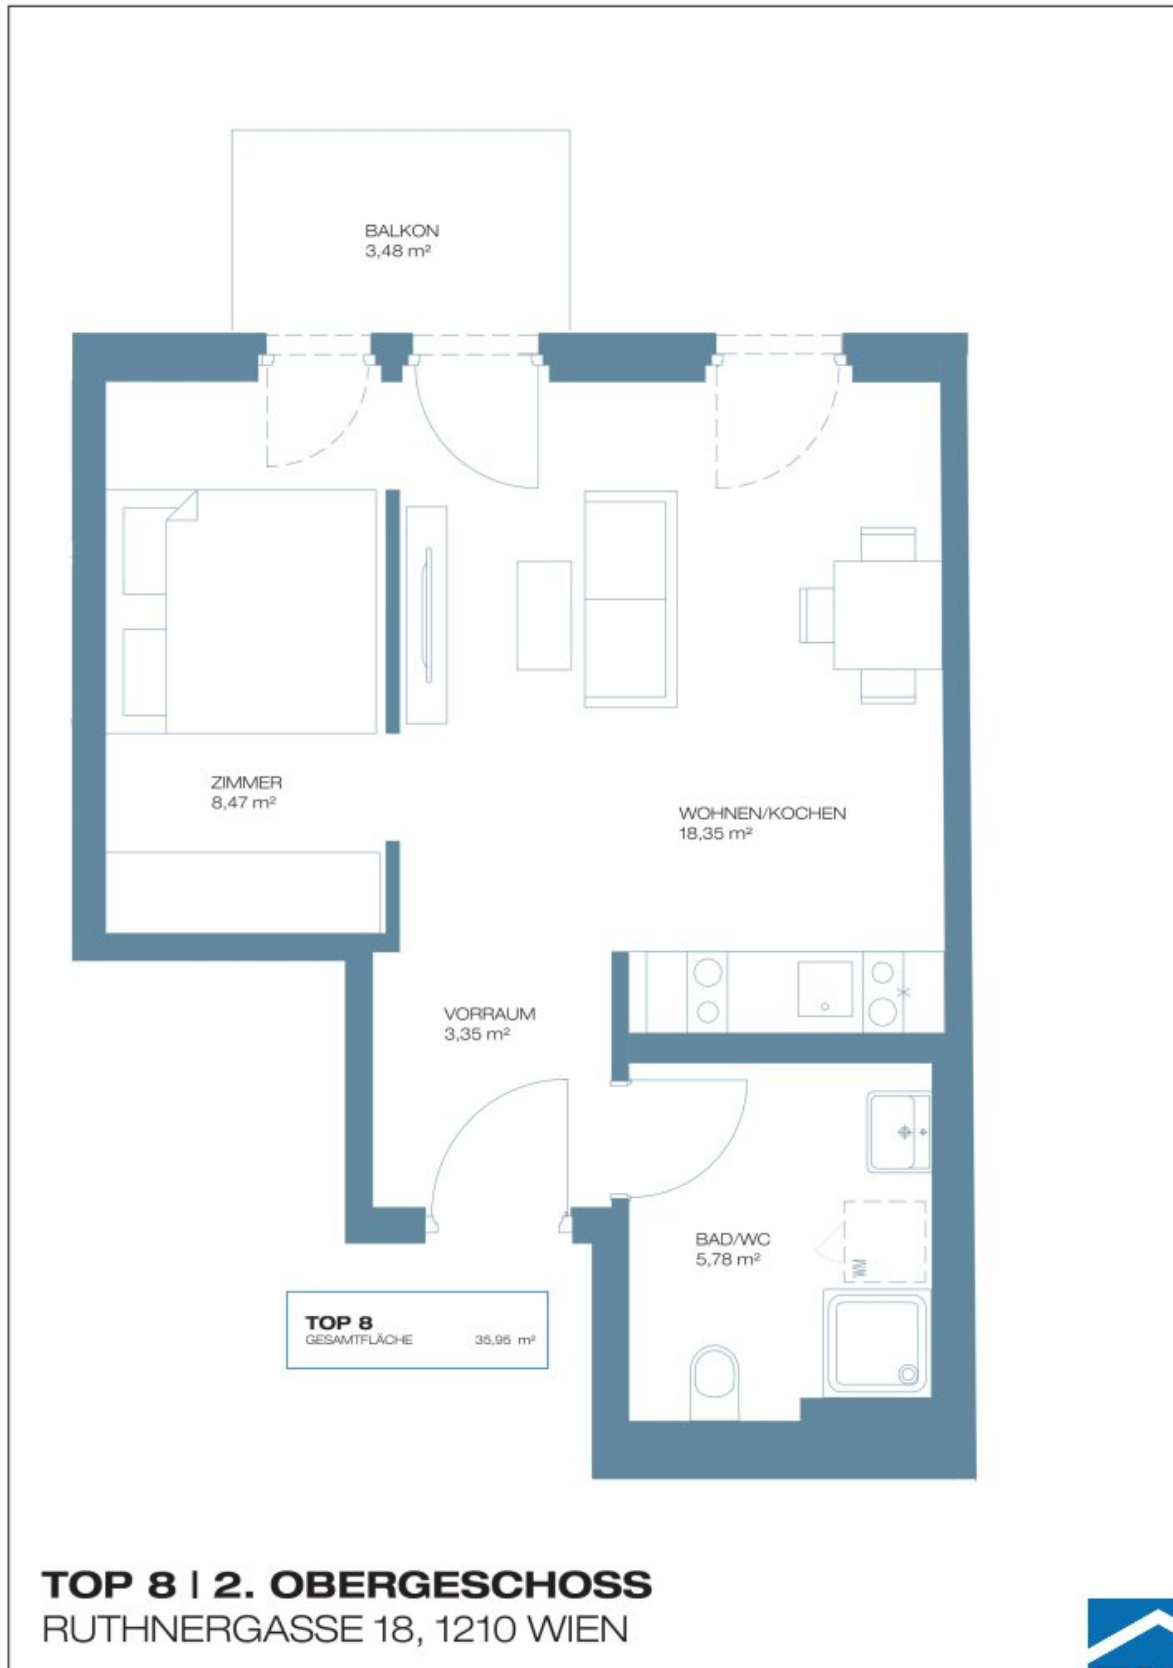 BALKON
3,48 m²
ZIMMER
8,47 m²
WOHNEN/KOCHEN
18,35 m²
VORRAUM
3,35 m²
BAD/WC
5,78 m²
WM
TOP 8
GESAMTFLÄCHE 35,95 m²
TOP 8 | 2. OBERGESCHOSS
RUTHNERGASSE 18, 1210 WIEN